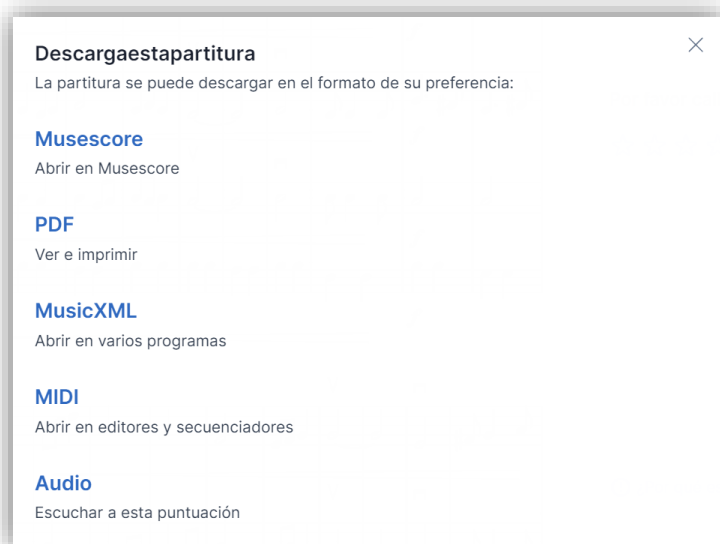 Descargaestapartitura
La partitura se puede descargar en el formato de su preferencia:
Musescore
Abrir en Musescore
PDF
Ver e imprimir
MusicXML
Abrir en varios programas
MIDI
Abrir en editores y secuenciadores
Audio
Escuchar a esta puntuación